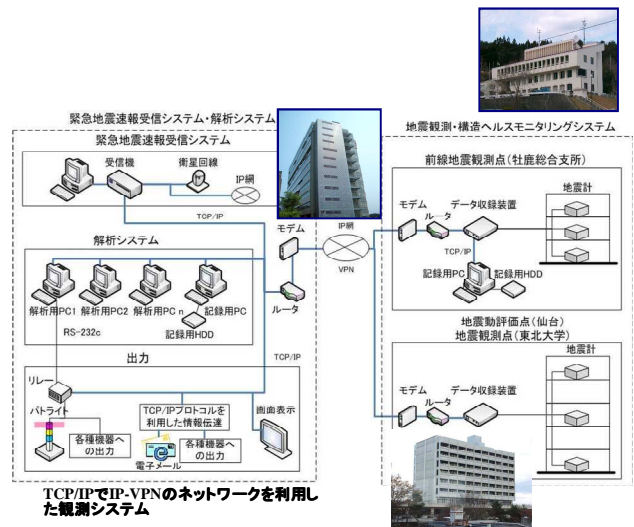 緊急地震速報受信システム・解析システム
緊急地震速報受信システム
受信機
衛星回線
IP網
TCP/IP
解析システム
解析用PC1
解析用PC2
解析用PC n
記録用PC
記録用HDD
RS-232c
モデム
ルータ
出力
TCP/IP
リレー
パトライト
各種機器へ
の出力
TCP/IPプロトコルを
利用した情報伝達
電子メール
各種機器へ
の出力
画面表示
TCP/IPでIP-VPNのネットワークを利用し
た観測システム
IP網
VPN
地震観測・構造ヘルスモニタリングシステム
前線地震観測点(牡鹿総合支所)
地震計
モデム
ルータ
データ収録装置
TCP/IP
記録用PC
記録用HDD
地震動評価点(仙台)
地震観測点(東北大学)
地震計
モデム
ルータ
データ収録装置